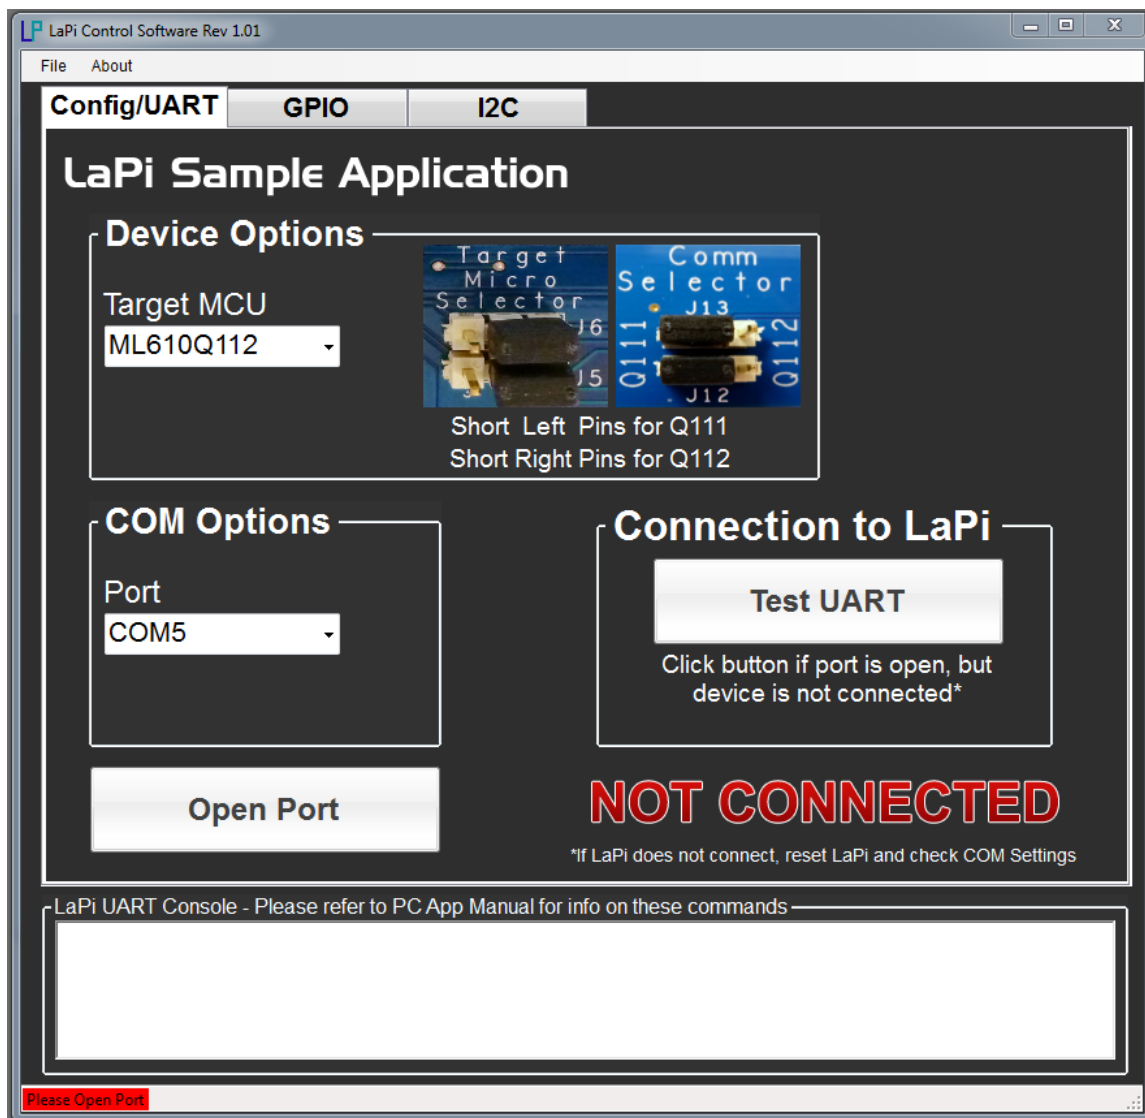 LP LaPi Control Software Rev 1.01
File About
Config/UART GPIO I2C
LaPi Sample Application
Device Options
Target MCU
ML610Q112
Target
Micro
Selector
J6
J5
Comm
Selector
J13
Q111
Q112
J12
Short Left Pins for Q111
Short Right Pins for Q112
COM Options
Port
COM5
Open Port
Connection to LaPi
Test UART
Click button if port is open, but
device is not connected*
NOT CONNECTED
*If LaPi does not connect, reset LaPi and check COM Settings
LaPi UART Console - Please refer to PC App Manual for info on these commands
Please Open Port